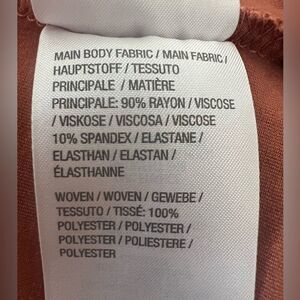 MAIN BODY FABRIC / MAIN FABRIC /
HAUPTSTOFF / TESSUTO
PRINCIPALE / MATIÈRE
PRINCIPALE: 90% RAYON / VISCOSE
/ VISKOSE / VISCOSA / VISCOSE
10% SPANDEX / ELASTANE /
ELASTHAN / ELASTAN /
ÉLASTHANNE
WOVEN / WOVEN / GEWEBE /
TESSUTO / TISSÉ: 100%
POLYESTER / POLYESTER /
POLYESTER / POLIESTERE /
POLYESTER